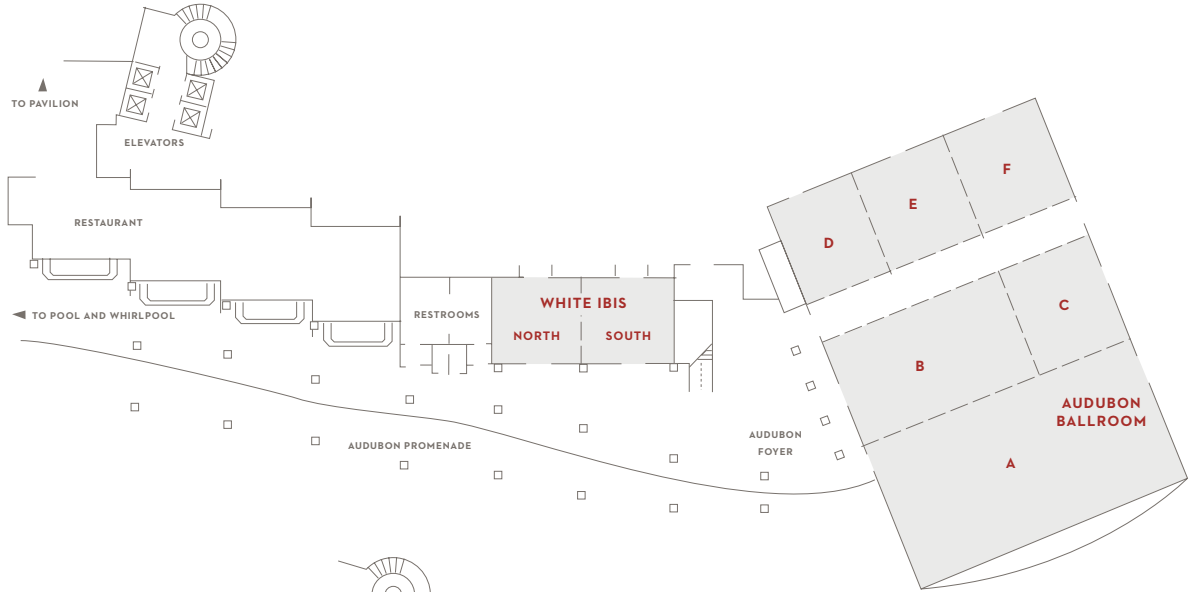 TO PAVILION
ELEVATORS
RESTAURANT
TO POOL AND WHIRLPOOL
RESTROOMS
WHITE IBIS
NORTH
SOUTH
AUDUBON PROMENADE
AUDUBON
FOYER
D
E
F
B
C
AUDUBON
BALLROOM
A